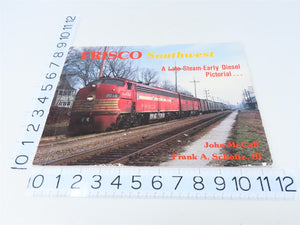 FRISCO Southwest
A Late-Steam-Early Diesel
Pictorial...
John McCall
Frank A. Schultz, III
0 1 2 3 4 5 6 7 8 9 10 11 12
0 1 2 3 4 5 6 7 8 9 10 11 12